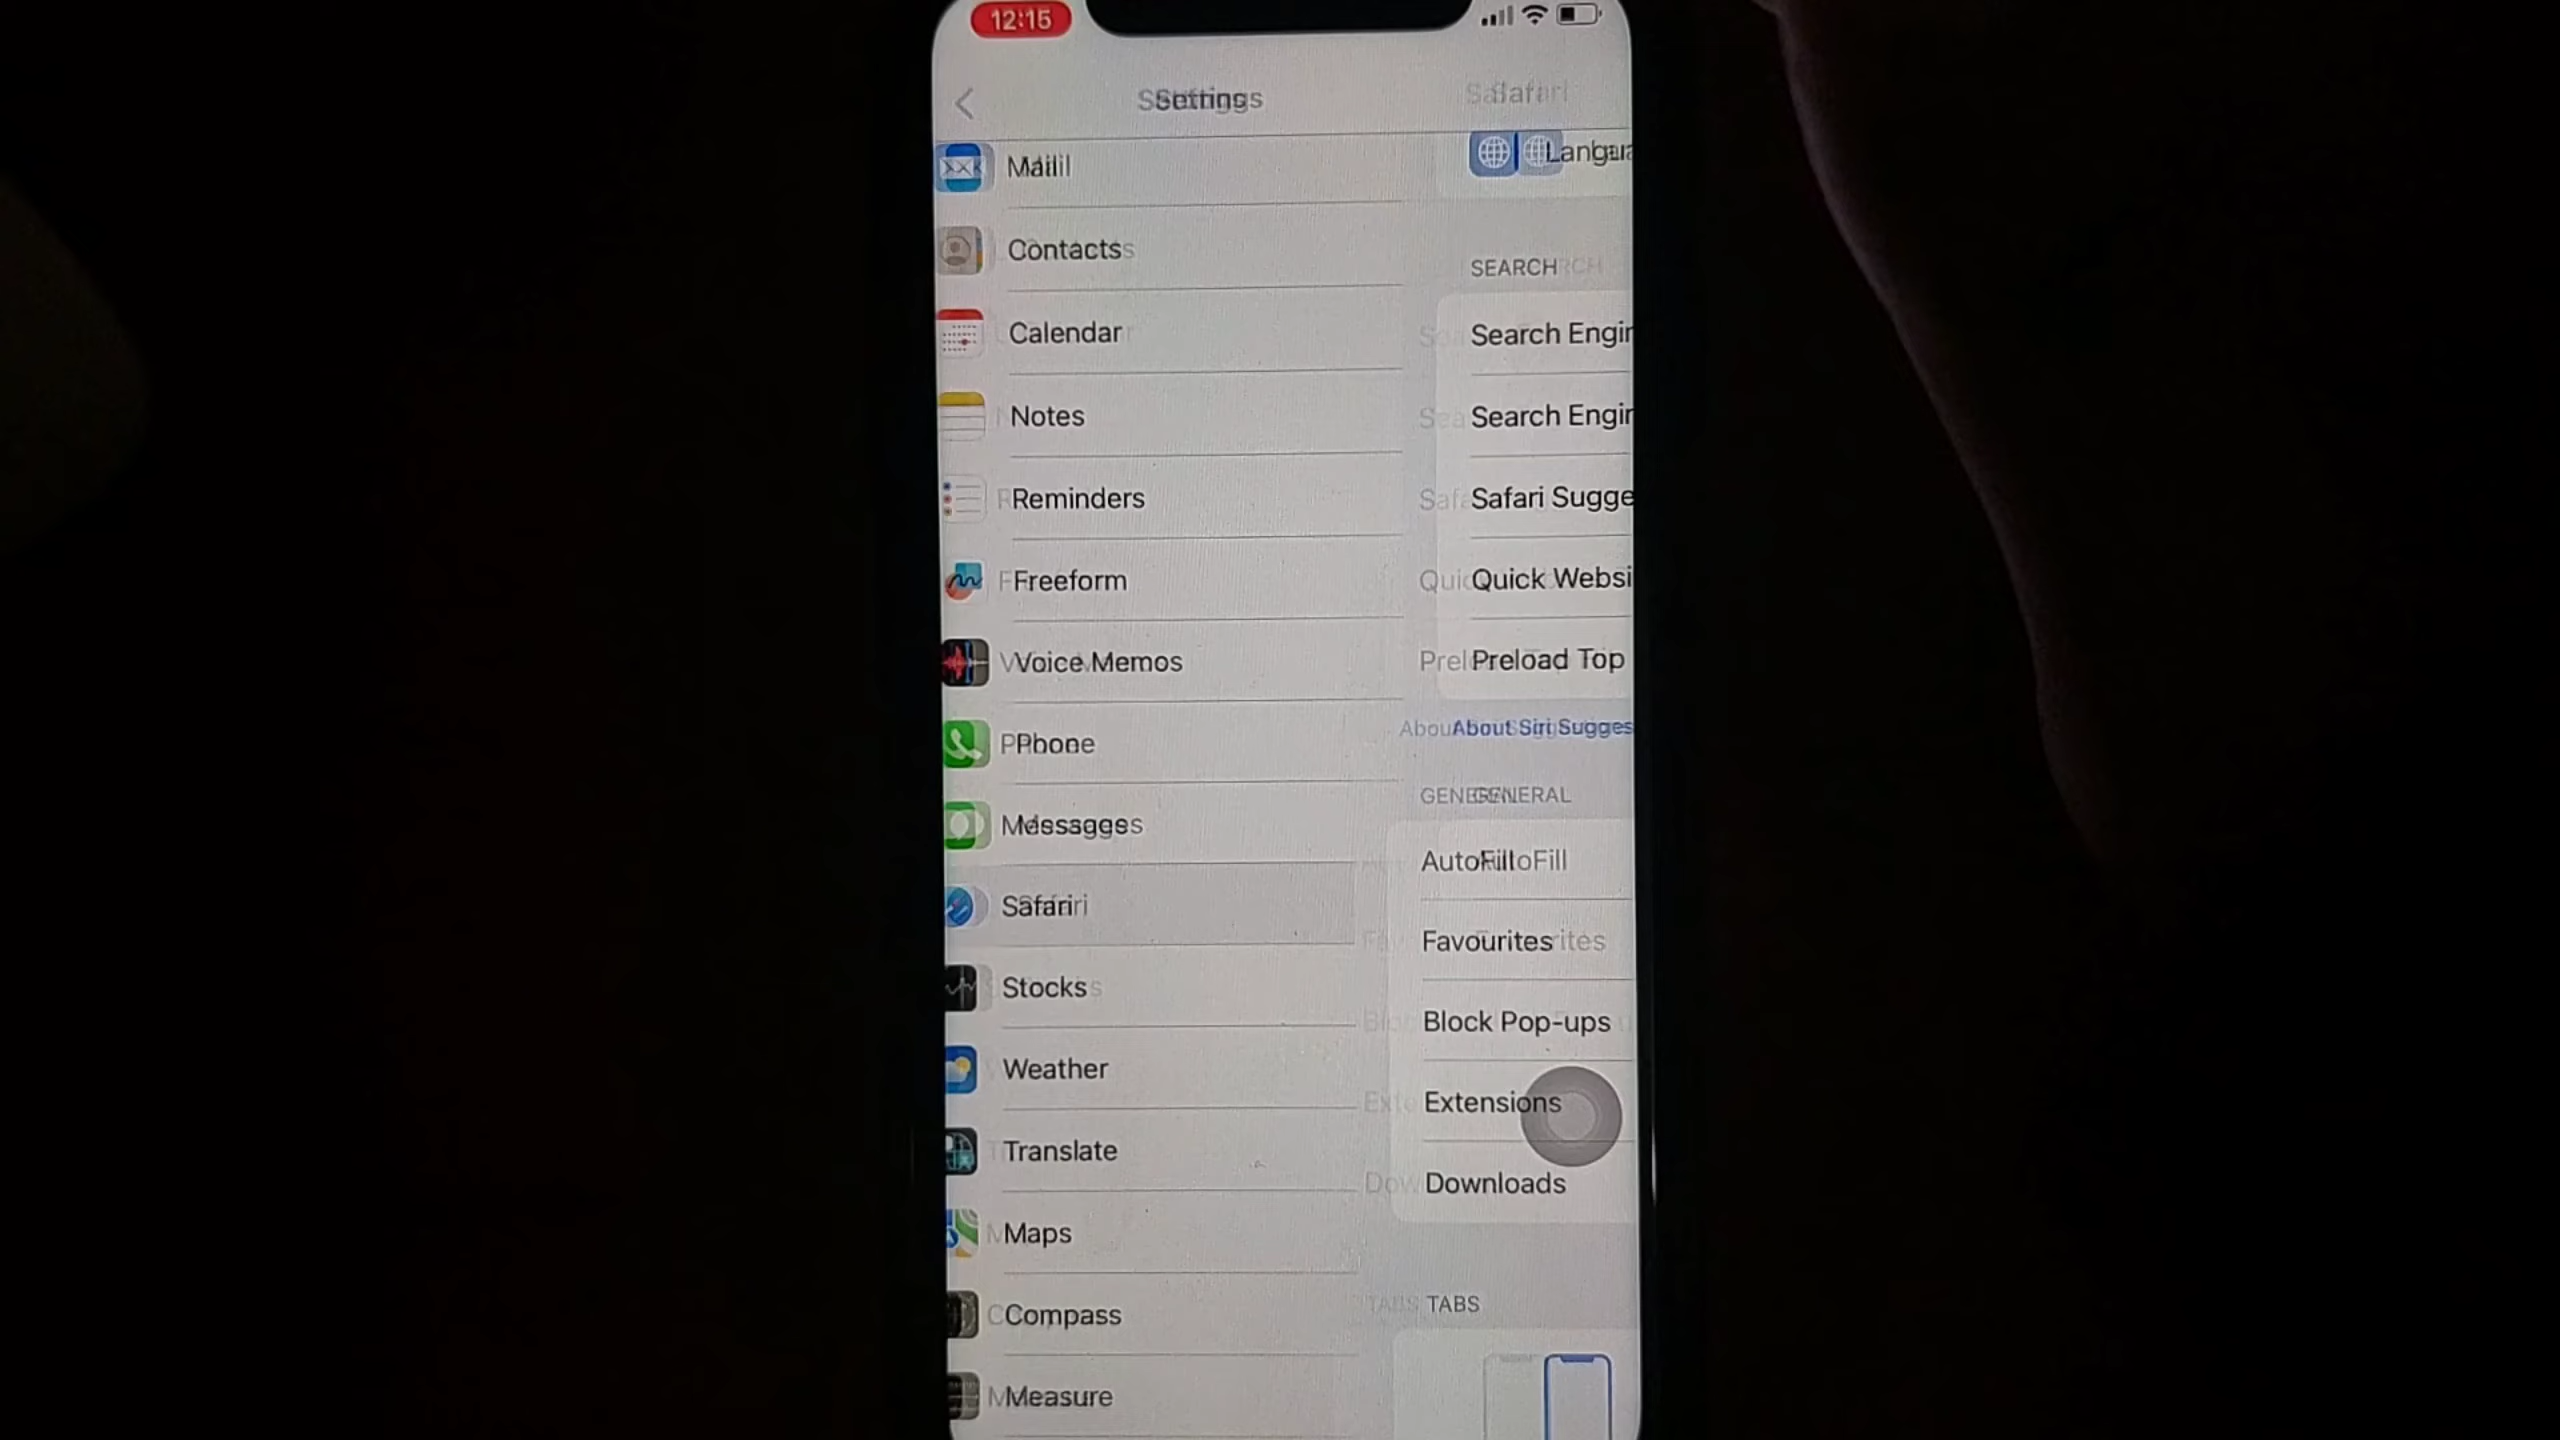 12:15
Settings
Safari
Mail
Contacts
Calendar
Notes
Reminders
Freeform
Voice Memos
Phone
Messages
Safari
Stocks
Weather
Translate
Maps
Compass
Measure
SEARCH
Search Engin
Search Engin
Safari Sugge
Quick Websi
Preload Top
About Siri Sugges
GENERAL
AutoFill
Favourites
Block Pop-ups
Extensions
Downloads
TABS